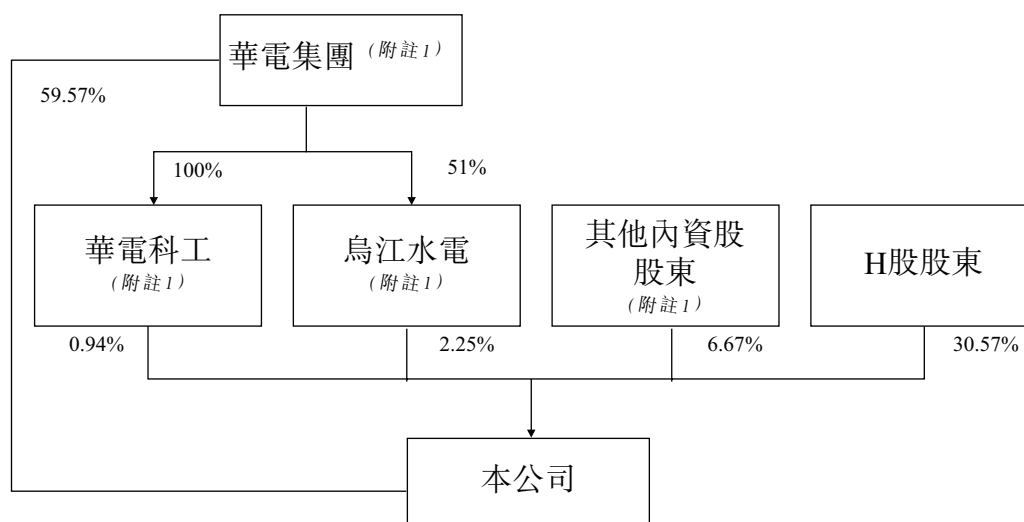 華電集團 (附註1)
59.57%
100%
51%
華電科工
(附註1)
烏江水電
(附註1)
其他內資股
股東
(附註1)
H股股東
0.94%
2.25%
6.67%
30.57%
本公司